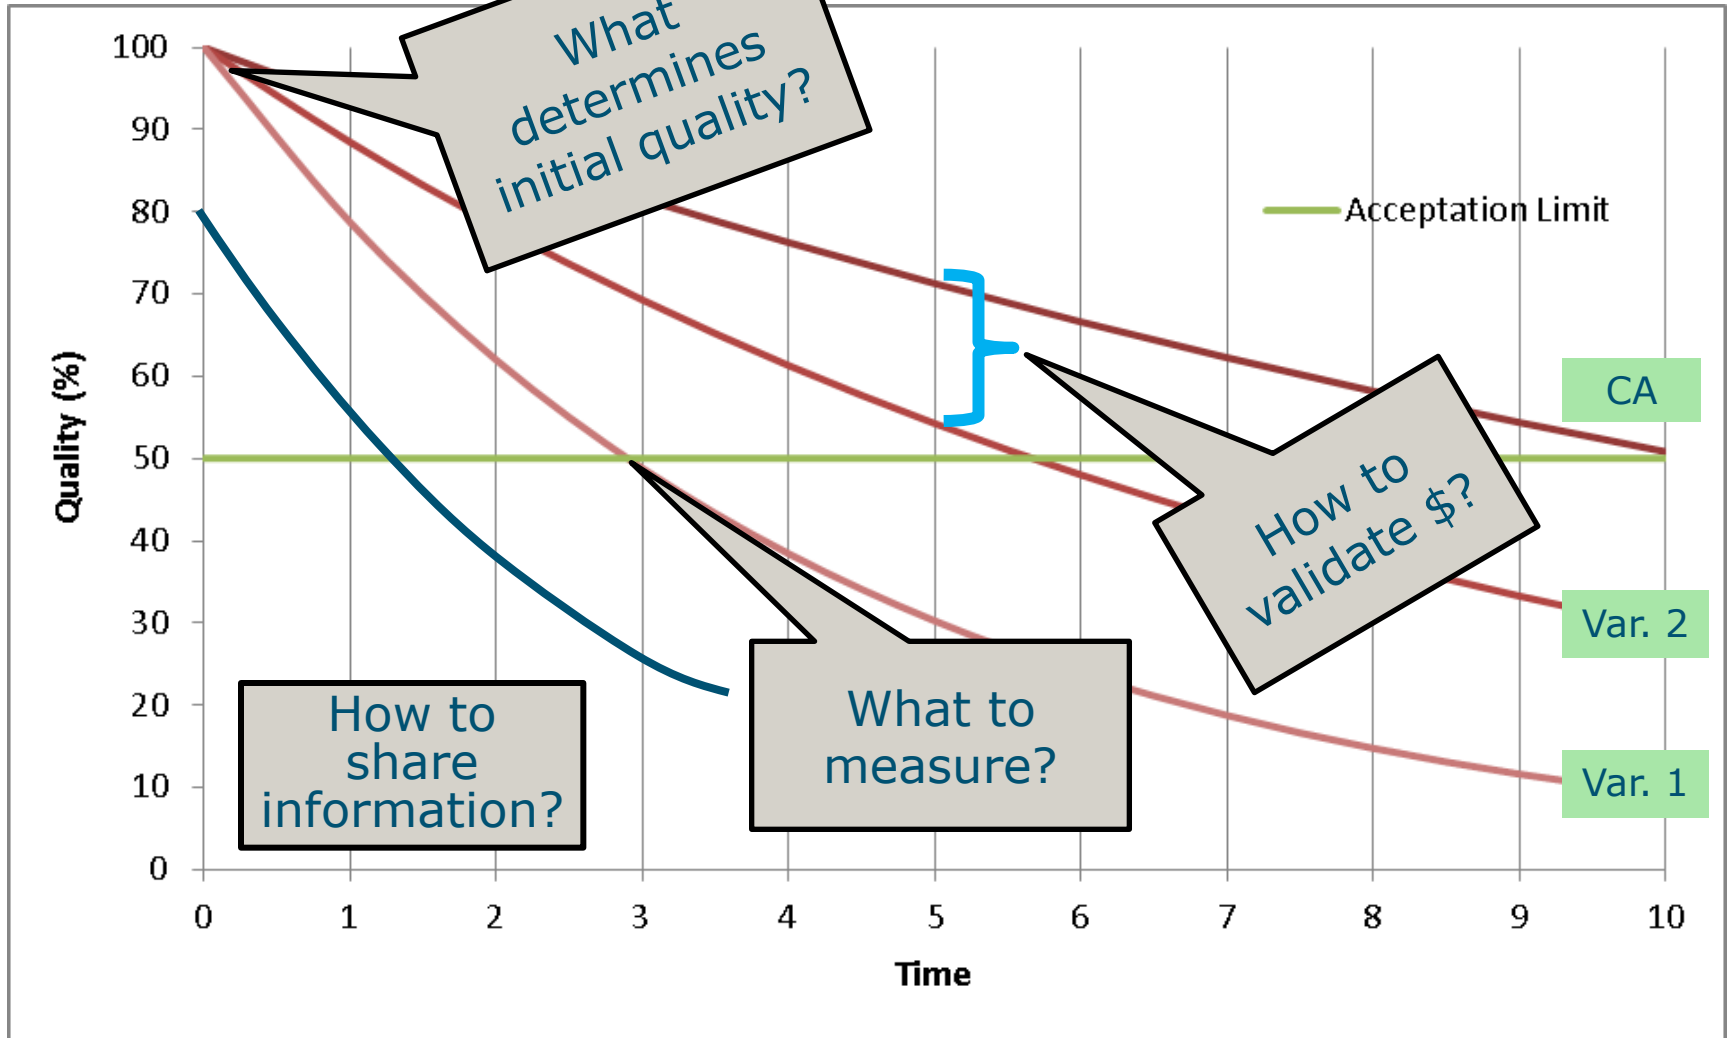 What
determines
initial quality?
100
90
80
70
60
50
40
30
20
10
0
Quality (%)
Acceptation Limit
CA
How to
validate $?
Var. 2
What to
measure?
How to
share
information?
Var. 1
0 1 2 3 4 5 6 7 8 9 10
Time